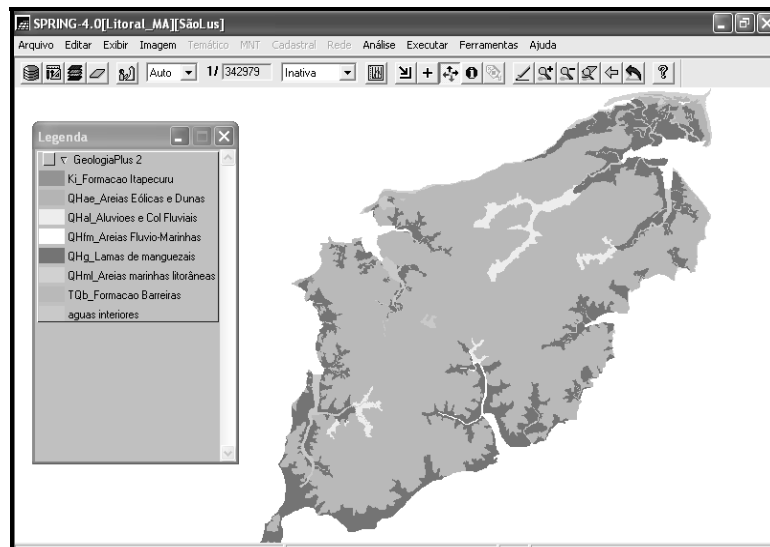 SPRING-4.0[Litoral_MA][SãoLus]
Arquivo Editar Exibir Imagem Temático MNT Cadastral Rede Análise Executar Ferramentas Ajuda
Auto 1/ 342979 Inativa
Legenda
GeologiaPlus 2
Ki_Formacao Itapecuru
QHae_Areias Eólicas e Dunas
QHal_Aluvioes e Col Fluviais
QHfm_Areias Fluvio-Marinhas
QHg_Lamas de manguezais
QHml_Areias marinhas litorâneas
TQb_Formacao Barreiras
aguas interiores